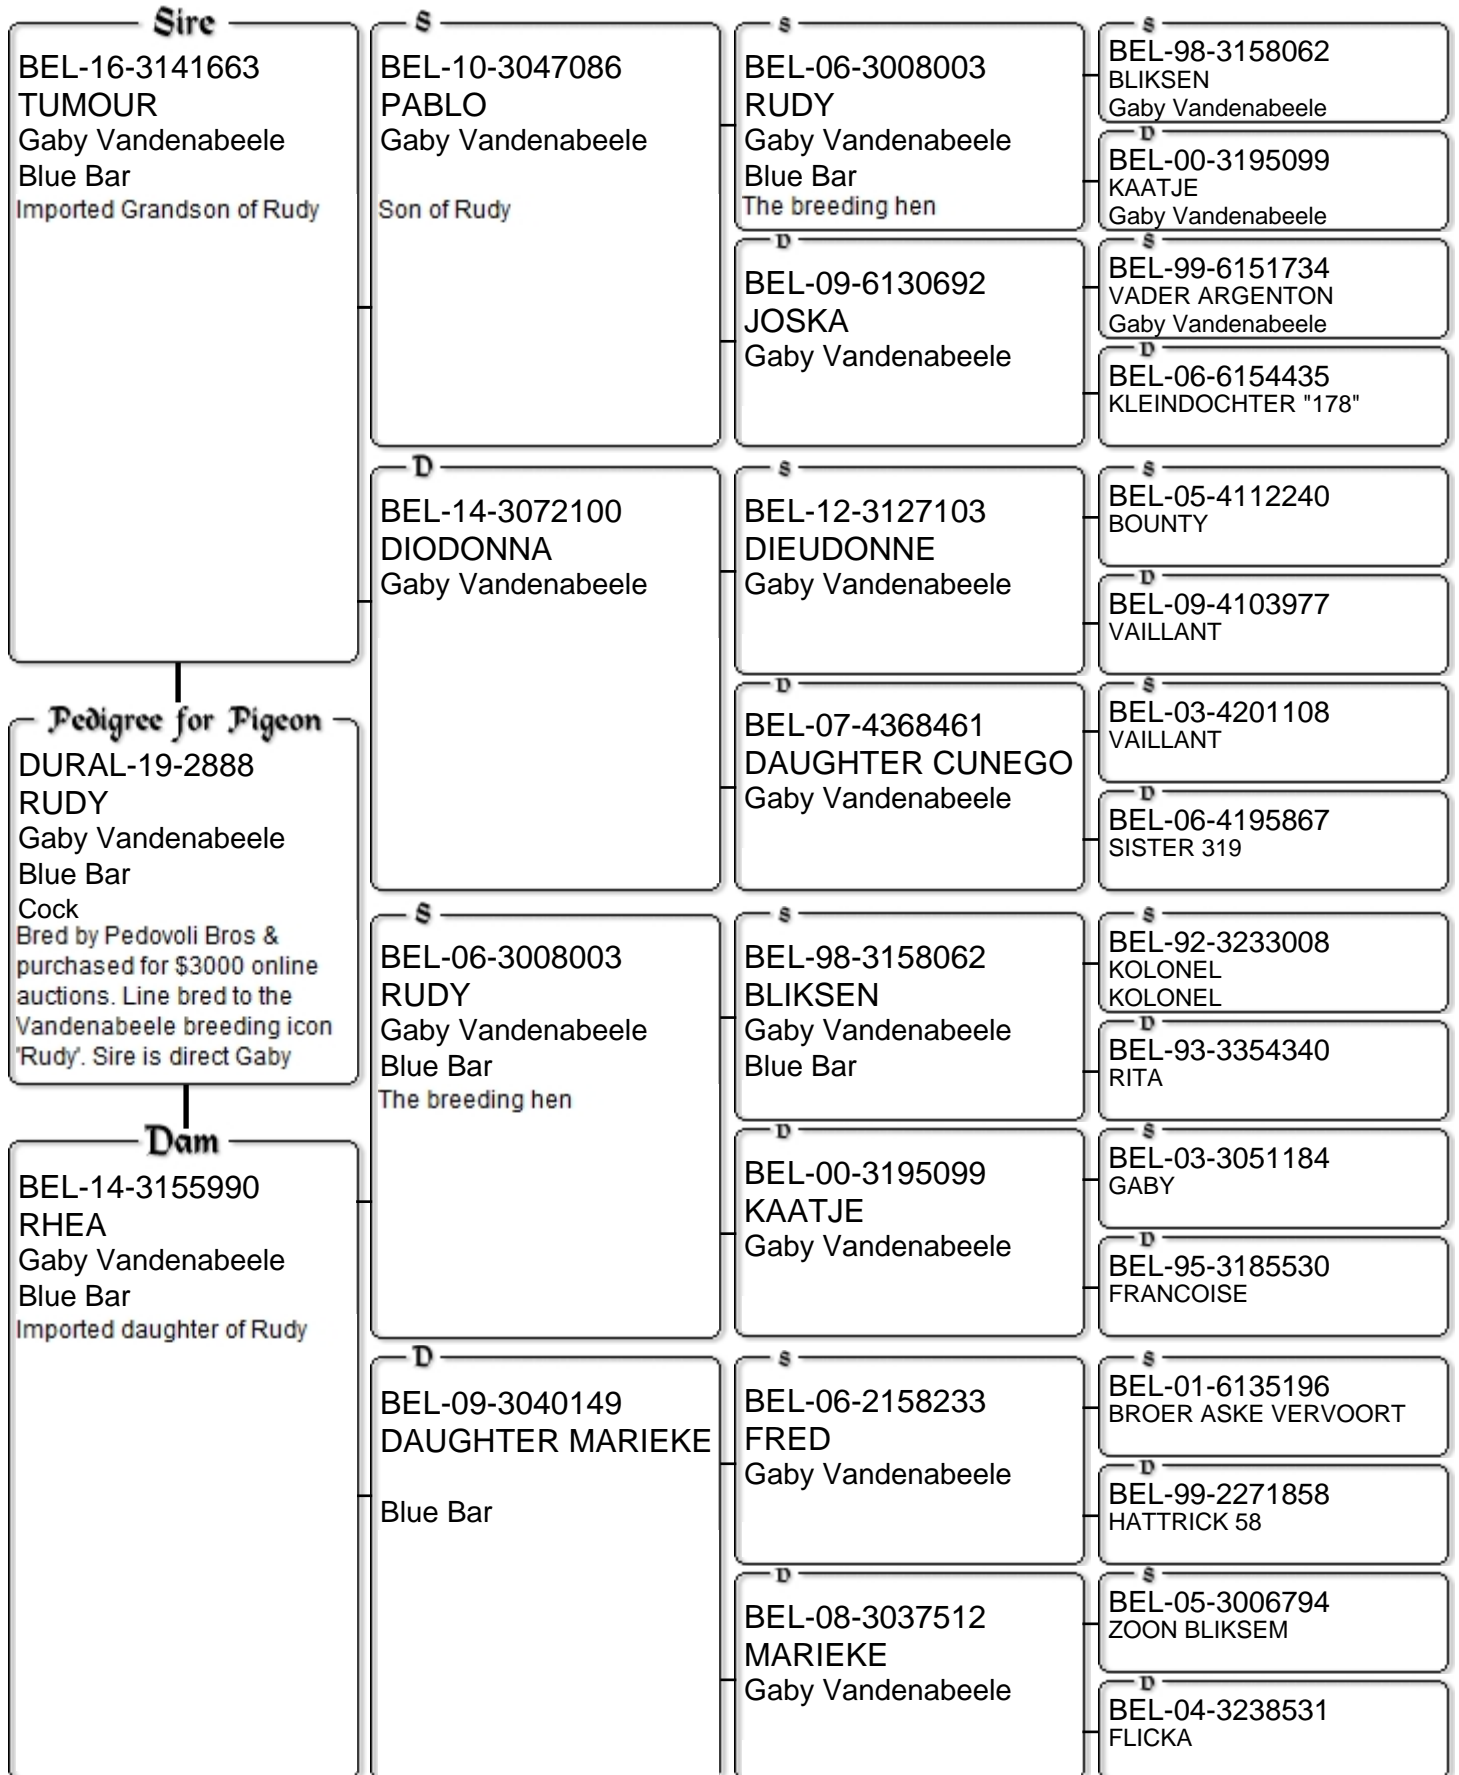 Sire
BEL-16-3141663
TUMOUR
Gaby Vandenabeele
Blue Bar
Imported Grandson of Rudy
Pedigree for Pigeon
DURAL-19-2888
RUDY
Gaby Vandenabeele
Blue Bar
Cock
Bred by Pedovoli Bros &
purchased for $3000 online
auctions. Line bred to the
Vandenabeele breeding icon
'Rudy'. Sire is direct Gaby
Dam
BEL-14-3155990
RHEA
Gaby Vandenabeele
Blue Bar
Imported daughter of Rudy
S
BEL-10-3047086
PABLO
Gaby Vandenabeele
Son of Rudy
D
BEL-14-3072100
DIODONNA
Gaby Vandenabeele
S
BEL-06-3008003
RUDY
Gaby Vandenabeele
Blue Bar
The breeding hen
D
BEL-09-3040149
DAUGHTER MARIEKE
Blue Bar
S
BEL-06-3008003
RUDY
Gaby Vandenabeele
Blue Bar
The breeding hen
D
BEL-09-6130692
JOSKA
Gaby Vandenabeele
S
BEL-12-3127103
DIEUDONNE
Gaby Vandenabeele
D
BEL-07-4368461
DAUGHTER CUNEGO
Gaby Vandenabeele
S
BEL-98-3158062
BLIKSEN
Gaby Vandenabeele
Blue Bar
D
BEL-00-3195099
KAATJE
Gaby Vandenabeele
S
BEL-06-2158233
FRED
Gaby Vandenabeele
D
BEL-08-3037512
MARIEKE
Gaby Vandenabeele
S
BEL-98-3158062
BLIKSEN
Gaby Vandenabeele
D
BEL-00-3195099
KAATJE
Gaby Vandenabeele
S
BEL-99-6151734
VADER ARGENTON
Gaby Vandenabeele
D
BEL-06-6154435
KLEINDOCHTER "178"
S
BEL-05-4112240
BOUNTY
D
BEL-09-4103977
VAILLANT
S
BEL-03-4201108
VAILLANT
D
BEL-06-4195867
SISTER 319
S
BEL-92-3233008
KOLONEL
KOLONEL
D
BEL-93-3354340
RITA
S
BEL-03-3051184
GABY
D
BEL-95-3185530
FRANCOISE
S
BEL-01-6135196
BROER ASKE VERVOORT
D
BEL-99-2271858
HATTRICK 58
S
BEL-05-3006794
ZOON BLIKSEM
D
BEL-04-3238531
FLICKA